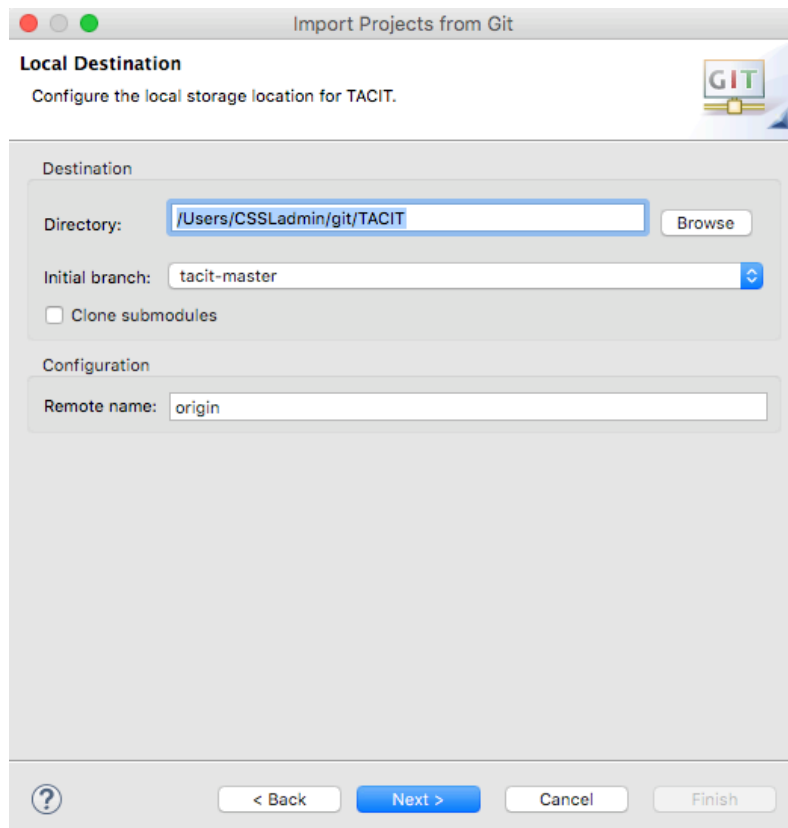 Import Projects from Git
Local Destination
Configure the local storage location for TACIT.
GIT
Destination
Directory: /Users/CSSLadmin/git/TACIT Browse
Initial branch: tacit-master
Clone submodules
Configuration
Remote name: origin
? < Back Next > Cancel Finish